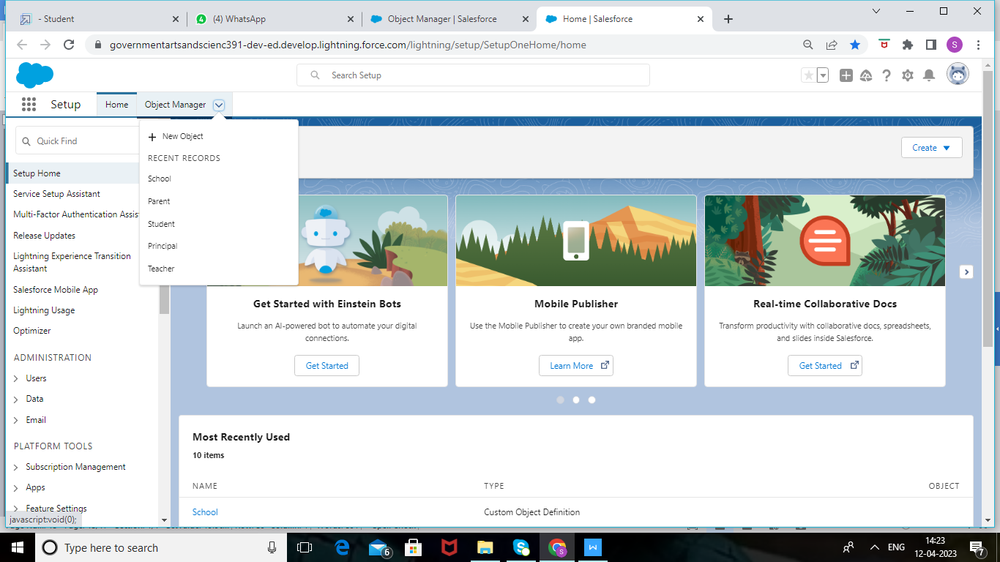 - Student
(4) WhatsApp
Object Manager | Salesforce
Home | Salesforce
governmentartsandscienc391-dev-ed.develop.lightning.force.com/lightning/setup/SetupOneHome/home
S
Search Setup
Setup
Home
Object Manager
Quick Find
New Object
RECENT RECORDS
School
Parent
Student
Principal
Teacher
Create
Setup Home
Service Setup Assistant
Multi-Factor Authentication Assis
Release Updates
Lightning Experience Transition
Assistant
Salesforce Mobile App
Lightning Usage
Optimizer
ADMINISTRATION
Users
Data
Email
PLATFORM TOOLS
Subscription Management
Apps
Feature Settings
javascript:void(0);
Get Started with Einstein Bots
Launch an AI-powered bot to automate your digital
connections.
Get Started
Mobile Publisher
Use the Mobile Publisher to create your own branded mobile
app.
Learn More
Real-time Collaborative Docs
Transform productivity with collaborative docs, spreadsheets,
and slides inside Salesforce.
Get Started
Most Recently Used
10 items
NAME TYPE OBJECT
School Custom Object Definition
Type here to search
6
ENG
14:23
12-04-2023
7